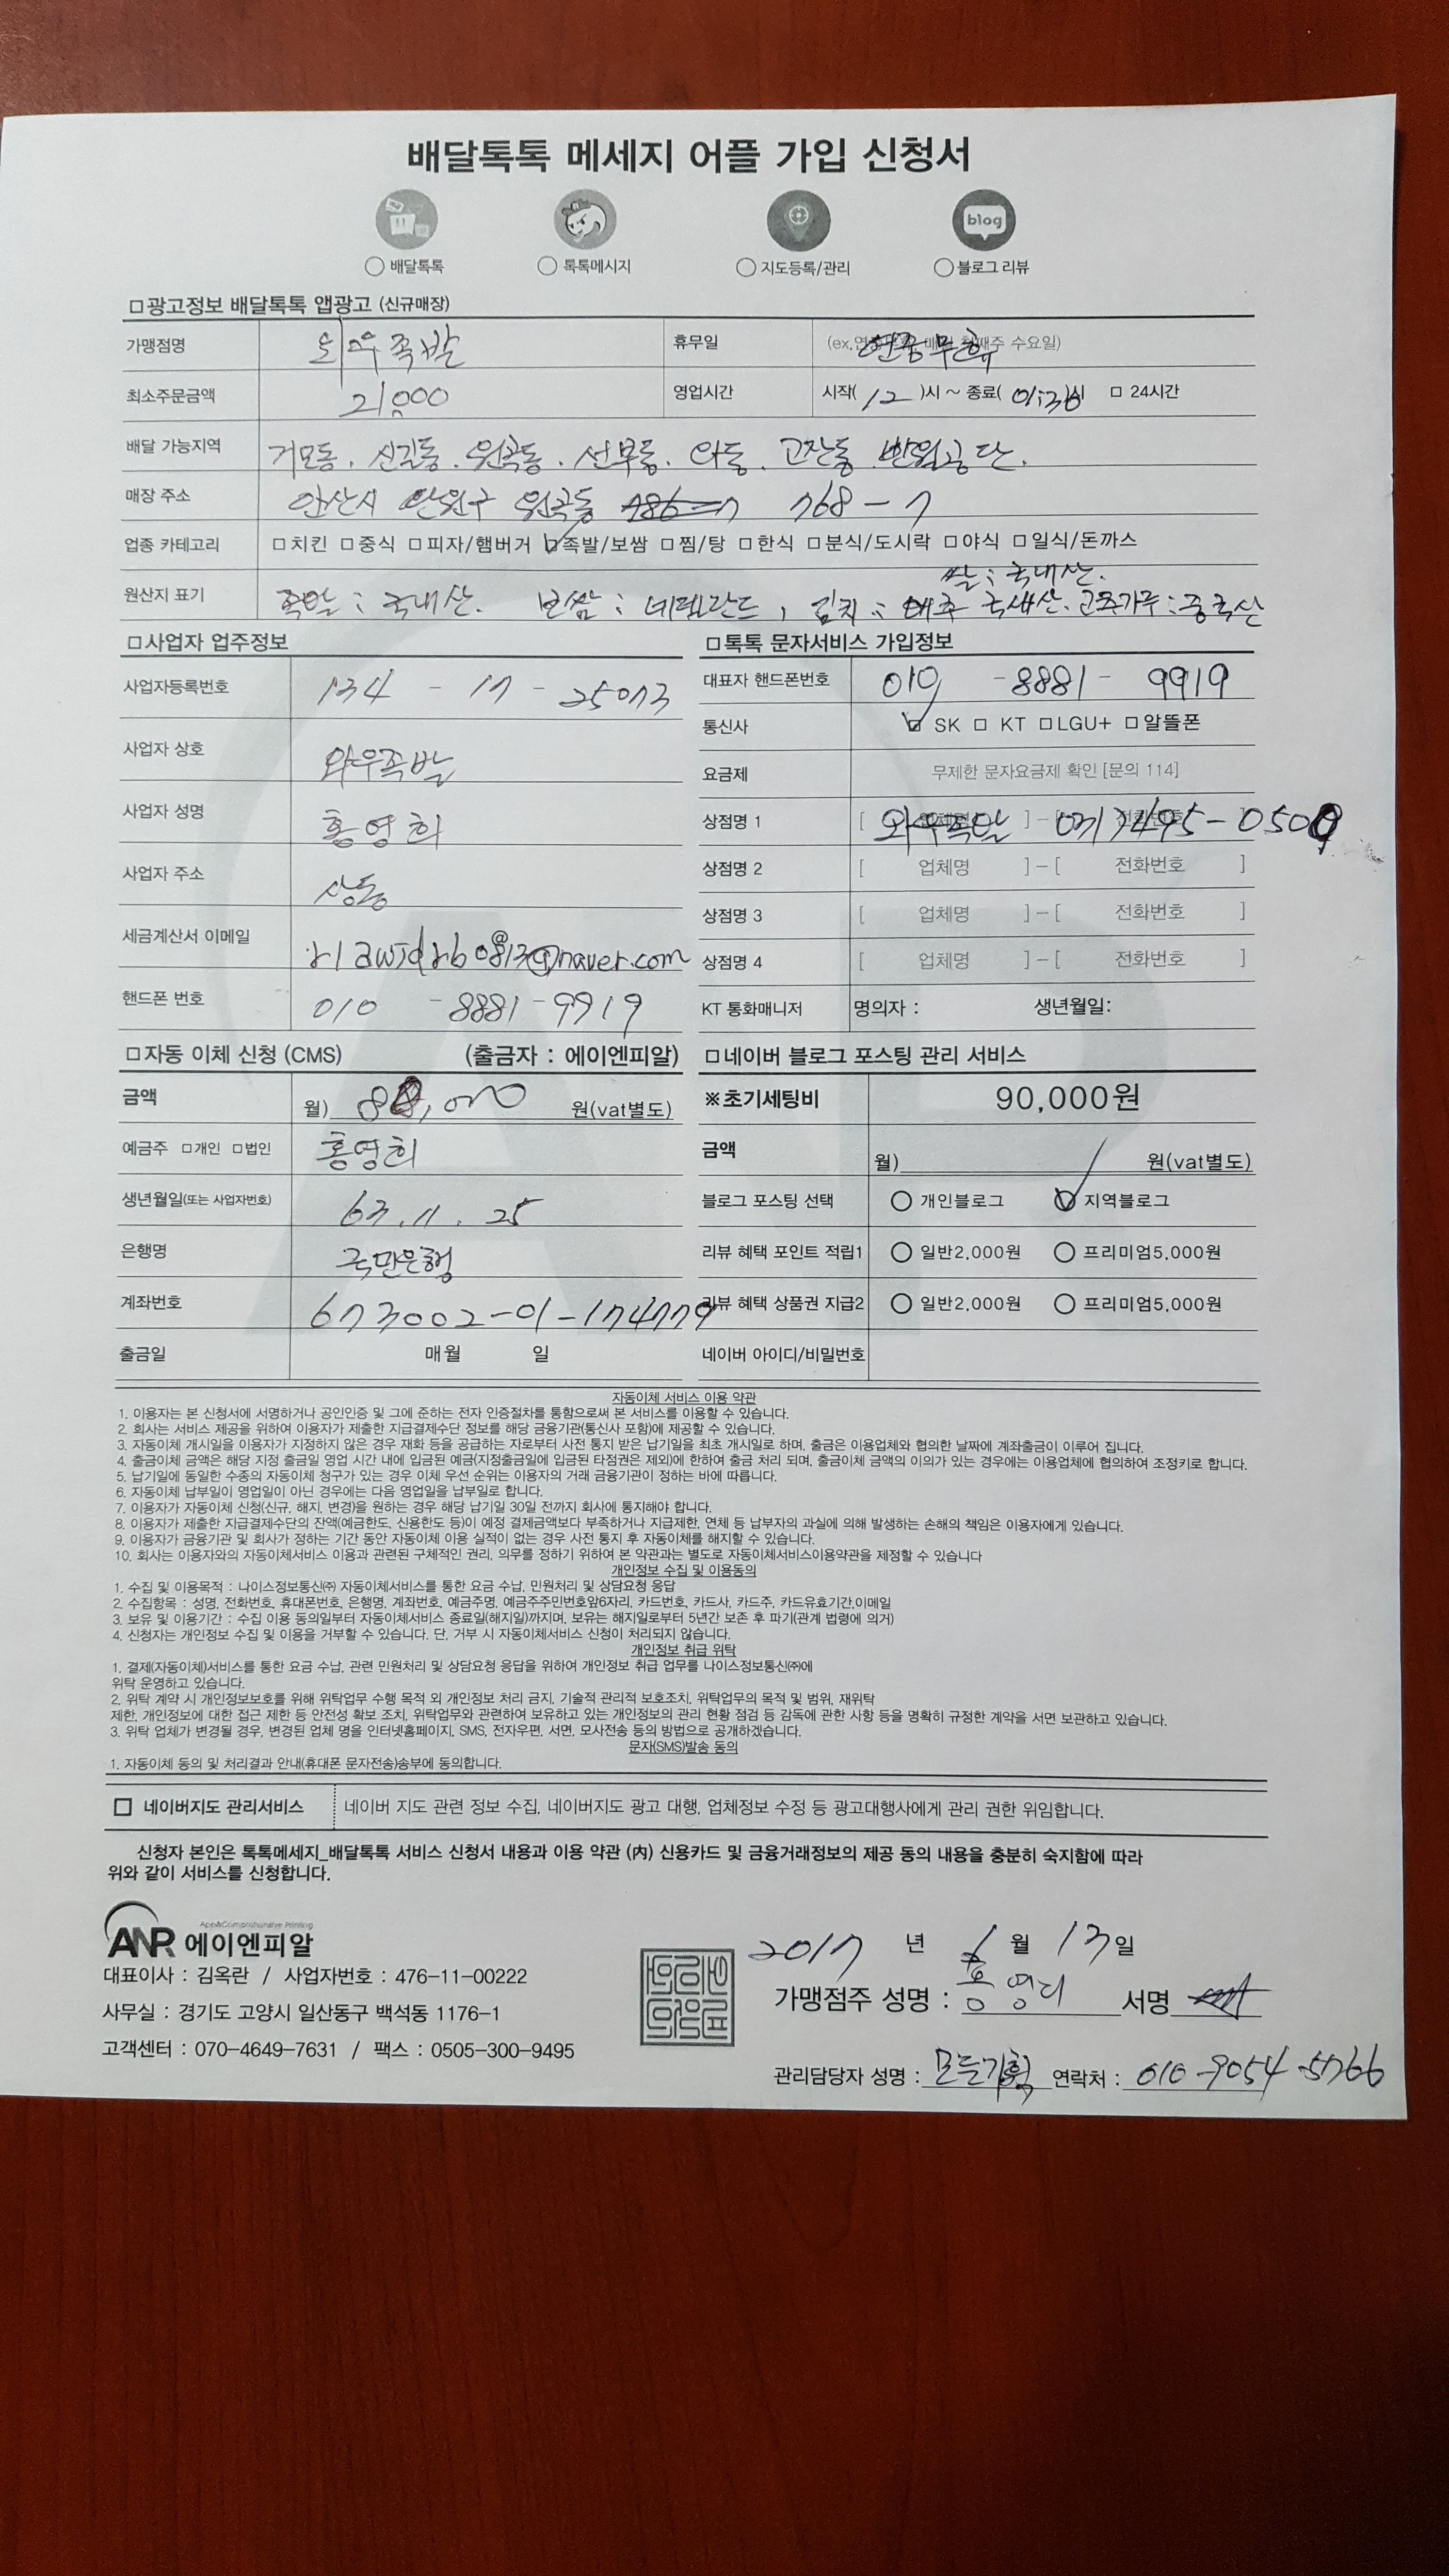 배달톡톡 메세지 어플 가입 신청서
blog
○ 배달톡톡 ○ 톡톡메시지 ○ 지도등록/관리 ○ 블로그 리뷰
□ 광고정보 배달톡톡 앱광고 (신규매장)
가맹점명 와우족발 휴무일 연중무휴
최소주문금액 21,000 영업시간 시작( 12 )시 ~ 종료( 01:30 )시 □ 24시간
배달 가능지역 거모동. 신길동. 원곡동. 선부동. 와동. 고잔동. 반월공단.
매장 주소 안산시 단원구 원곡동 768 - 7
업종 카테고리 □ 치킨 □ 중식 □ 피자/햄버거 ☑ 족발/보쌈 □ 찜/탕 □ 한식 □ 분식/도시락 □ 야식 □ 일식/돈까스
쌀 : 국내산.
원산지 표기 족발 : 국내산. 보쌈 : 네델란드, 김치 : 배추 국내산. 고추가루 : 중국산
□ 사업자 업주정보
사업자등록번호 134 - 17 - 25073
사업자 상호 와우족발
사업자 성명 홍영희
사업자 주소 상동
세금계산서 이메일
핸드폰 번호 010 - 8881 - 9919
□ 톡톡 문자서비스 가입정보
대표자 핸드폰번호 010 - 8881 - 9919
통신사 ☑ SK □ KT □ LGU+ □ 알뜰폰
요금제 무제한 문자요금제 확인 [문의 114]
상점명 1 와우족발 031) 495 - 0509
상점명 2 [ 업체명 ] - [ 전화번호 ]
상점명 3 [ 업체명 ] - [ 전화번호 ]
상점명 4 [ 업체명 ] - [ 전화번호 ]
KT 통화매니저 명의자 : 생년월일:
□ 자동 이체 신청 (CMS) (출금자 : 에이엔피알)
금액 월) 원(vat별도)
예금주 □ 개인 □ 법인 홍영희
생년월일(또는 사업자번호) 63. 11. 25
은행명 국민은행
계좌번호 673002-01-174779
출금일 매월 일
□ 네이버 블로그 포스팅 관리 서비스
※초기세팅비 90,000원
금액 월) 원(vat별도)
블로그 포스팅 선택 ○ 개인블로그 ☑ 지역블로그
리뷰 혜택 포인트 적립1 ○ 일반2,000원 ○ 프리미엄5,000원
리뷰 혜택 상품권 지급2 ○ 일반2,000원 ○ 프리미엄5,000원
네이버 아이디/비밀번호
자동이체 서비스 이용 약관
1. 이용자는 본 신청서에 서명하거나 공인인증 및 그에 준하는 전자 인증절차를 통함으로써 본 서비스를 이용할 수 있습니다.
2. 회사는 서비스 제공을 위하여 이용자가 제출한 지급결제수단 정보를 해당 금융기관(통신사 포함)에 제공할 수 있습니다.
3. 자동이체 개시일을 이용자가 지정하지 않은 경우 재화 등을 공급하는 자로부터 사전 통지 받은 납기일을 최초 개시일로 하며, 출금은 이용업체와 협의한 날짜에 계좌출금이 이루어 집니다.
4. 출금이체 금액은 해당 지정 출금일 영업 시간 내에 입금된 예금(지정출금일에 입금된 타점권은 제외)에 한하여 출금 처리 되며, 출금이체 금액의 이의가 있는 경우에는 이용업체에 협의하여 조정키로 합니다.
5. 납기일에 동일한 수종의 자동이체 청구가 있는 경우 이체 우선 순위는 이용자의 거래 금융기관이 정하는 바에 따릅니다.
6. 자동이체 납부일이 영업일이 아닌 경우에는 다음 영업일을 납부일로 합니다.
7. 이용자가 자동이체 신청(신규, 해지, 변경)을 원하는 경우 해당 납기일 30일 전까지 회사에 통지해야 합니다.
8. 이용자가 제출한 지급결제수단의 잔액(예금한도, 신용한도 등)이 예정 결제금액보다 부족하거나 지급제한, 연체 등 납부자의 과실에 의해 발생하는 손해의 책임은 이용자에게 있습니다.
9. 이용자가 금융기관 및 회사가 정하는 기간 동안 자동이체 이용 실적이 없는 경우 사전 통지 후 자동이체를 해지할 수 있습니다.
10. 회사는 이용자와의 자동이체서비스 이용과 관련된 구체적인 권리, 의무를 정하기 위하여 본 약관과는 별도로 자동이체서비스이용약관을 제정할 수 있습니다
개인정보 수집 및 이용동의
1. 수집 및 이용목적 : 나이스정보통신㈜ 자동이체서비스를 통한 요금 수납, 민원처리 및 상담요청 응답
2. 수집항목 : 성명, 전화번호, 휴대폰번호, 은행명, 계좌번호, 예금주명, 예금주주민번호앞6자리, 카드번호, 카드사, 카드주, 카드유효기간,이메일
3. 보유 및 이용기간 : 수집 이용 동의일부터 자동이체서비스 종료일(해지일)까지며, 보유는 해지일로부터 5년간 보존 후 파기(관계 법령에 의거)
4. 신청자는 개인정보 수집 및 이용을 거부할 수 있습니다. 단, 거부 시 자동이체서비스 신청이 처리되지 않습니다.
개인정보 취급 위탁
1. 결제(자동이체)서비스를 통한 요금 수납, 관련 민원처리 및 상담요청 응답을 위하여 개인정보 취급 업무를 나이스정보통신㈜에
위탁 운영하고 있습니다.
2. 위탁 계약 시 개인정보보호를 위해 위탁업무 수행 목적 외 개인정보 처리 금지, 기술적 관리적 보호조치, 위탁업무의 목적 및 범위, 재위탁
제한, 개인정보에 대한 접근 제한 등 안전성 확보 조치, 위탁업무와 관련하여 보유하고 있는 개인정보의 관리 현황 점검 등 감독에 관한 사항 등을 명확히 규정한 계약을 서면 보관하고 있습니다.
3. 위탁 업체가 변경될 경우, 변경된 업체 명을 인터넷홈페이지, SMS, 전자우편, 서면, 모사전송 등의 방법으로 공개하겠습니다.
문자(SMS)발송 동의
1. 자동이체 동의 및 처리결과 안내(휴대폰 문자전송)송부에 동의합니다.
□ 네이버지도 관리서비스 네이버 지도 관련 정보 수집, 네이버지도 광고 대행, 업체정보 수정 등 광고대행사에게 관리 권한 위임합니다.
신청자 본인은 톡톡메세지_배달톡톡 서비스 신청서 내용과 이용 약관 (內) 신용카드 및 금융거래정보의 제공 동의 내용을 충분히 숙지함에 따라
위와 같이 서비스를 신청합니다.
App&Comprehensive Printing
ANR 에이엔피알
대표이사 : 김옥란 / 사업자번호 : 476-11-00222
사무실 : 경기도 고양시 일산동구 백석동 1176-1
고객센터 : 070-4649-7631 / 팩스 : 0505-300-9495
2017 년 6 월 13 일
가맹점주 성명 : 홍영희 서명
관리담당자 성명 : 모든기획 연락처 : 010-9054-5766